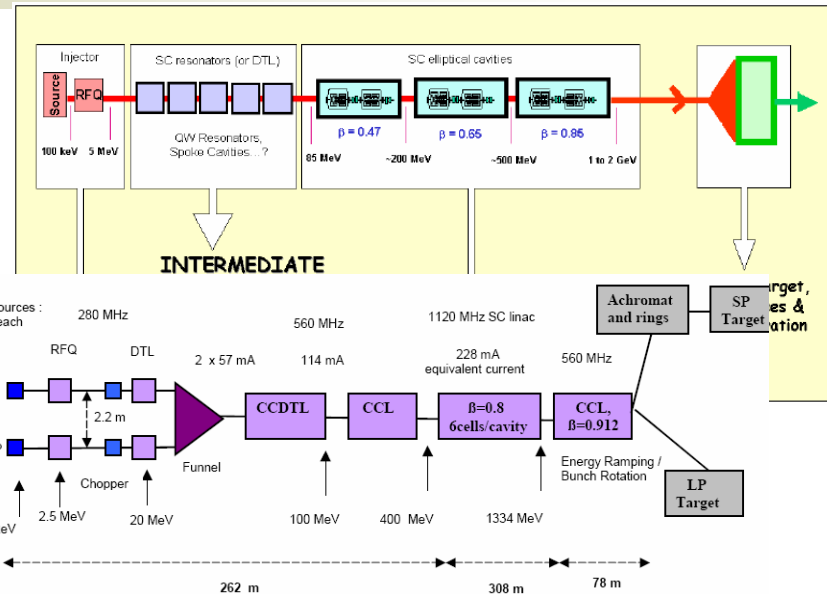 Injector
SC resonators (or DTL)
SC elliptical cavities
Source
RFQ
QW Resonators,
Spoke Cavities...?
β = 0.47
β = 0.65
β = 0.85
100 keV
5 MeV
85 MeV
~200 MeV
~500 MeV
1 to 2 GeV
INTERMEDIATE
ources :
each
280 MHz
560 MHz
1120 MHz SC linac
Achromat
and rings
SP
Target
rget,
es &
ration
RFQ
DTL
2 x 57 mA
114 mA
228 mA
equivalent current
560 MHz
2.2 m
CCDTL
CCL
ß=0.8
6cells/cavity
CCL,
ß=0.912
Funnel
Chopper
Energy Ramping /
Bunch Rotation
LP
Target
keV
2.5 MeV
20 MeV
100 MeV
400 MeV
1334 MeV
262 m
308 m
78 m